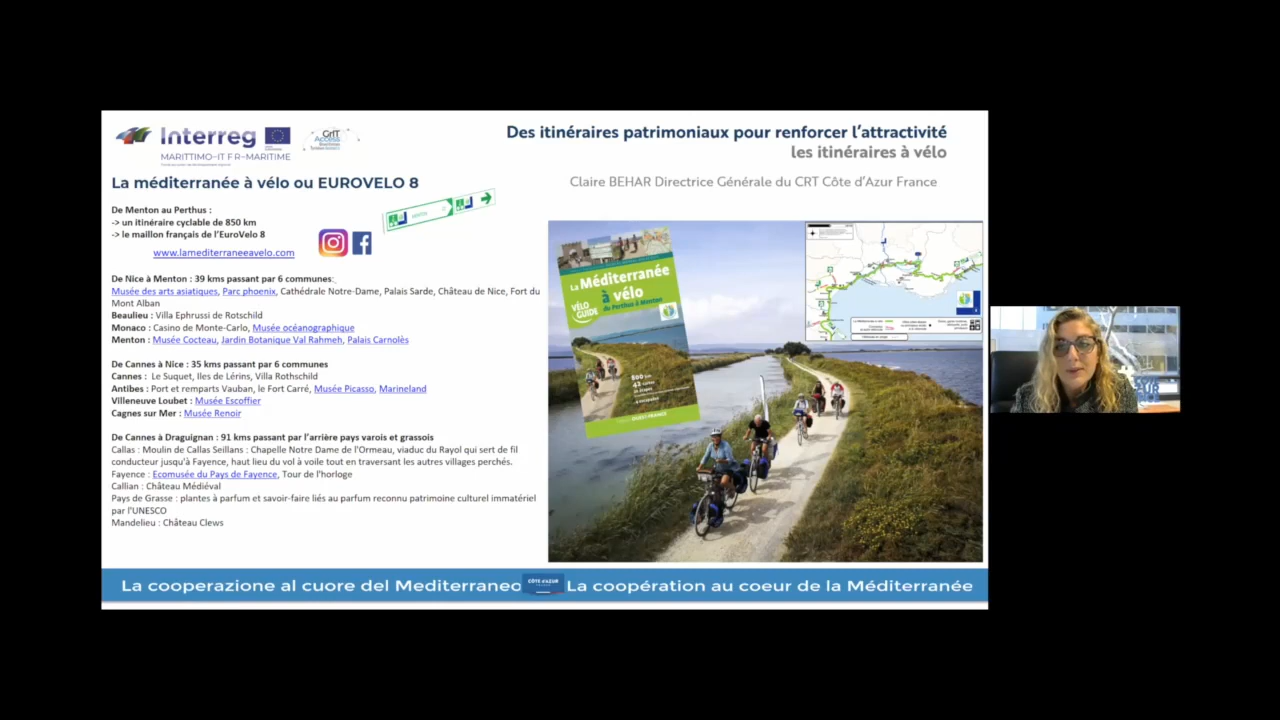 Interreg
MARITTIMO-IT FR-MARITIME
CrIT
Access
Des itinéraires patrimoniaux pour renforcer l'attractivité
les itinéraires à vélo
Claire BEHAR Directrice Générale du CRT Côte d'Azur France
La méditerranée à vélo ou EUROVELO 8
De Menton au Perthus :
-> un itinéraire cyclable de 850 km
-> le maillon français de l'EuroVelo 8
www.lamediterraneeavelo.com
De Nice à Menton : 39 kms passant par 6 communes:
Musée des arts asiatiques, Parc phoenix, Cathédrale Notre-Dame, Palais Sarde, Château de Nice, Fort du
Mont Alban
Beaulieu : Villa Ephrussi de Rotschild
Monaco : Casino de Monte-Carlo, Musée océanographique
Menton : Musée Cocteau, Jardin Botanique Val Rahmeh, Palais Carnolès
De Cannes à Nice : 35 kms passant par 6 communes
Cannes : Le Suquet, Iles de Lérins, Villa Rothschild
Antibes : Port et remparts Vauban, le Fort Carré, Musée Picasso, Marineland
Villeneuve Loubet : Musée Escoffier
Cagnes sur Mer : Musée Renoir
De Cannes à Draguignan : 91 kms passant par l'arrière pays varois et grassois
Callas : Moulin de Callas Seillans : Chapelle Notre Dame de l'Ormeau, viaduc du Rayol qui sert de fil
conducteur jusqu'à Fayence, haut lieu du vol à voile tout en traversant les autres villages perchés.
Fayence : Ecomusée du Pays de Fayence, Tour de l'horloge
Callian : Château Médiéval
Pays de Grasse : plantes à parfum et savoir-faire liés au parfum reconnu patrimoine culturel immatériel
par l'UNESCO
Mandelieu : Château Clews
La Méditerranée
à vélo
du Perthus à Menton
VÉLO
GUIDE
La cooperazione al cuore del Mediterraneo
CÔTE d'AZUR
FRANCE
La coopération au coeur de la Méditerranée